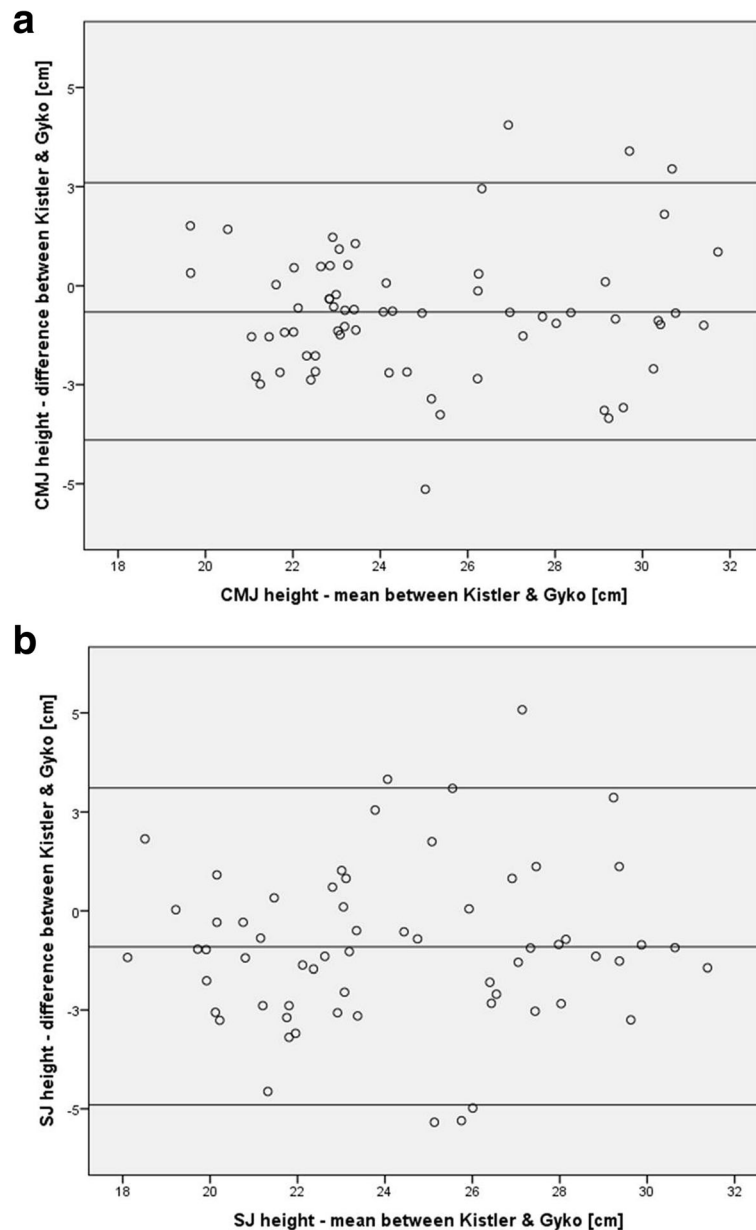 a
CMJ height - difference between Kistler & Gyko [cm]
5
3
0
-3
-5
18 20 22 24 26 28 30 32
CMJ height - mean between Kistler & Gyko [cm]
b
SJ height - difference between Kistler & Gyko [cm]
5
3
0
-3
-5
18 20 22 24 26 28 30 32
SJ height - mean between Kistler & Gyko [cm]